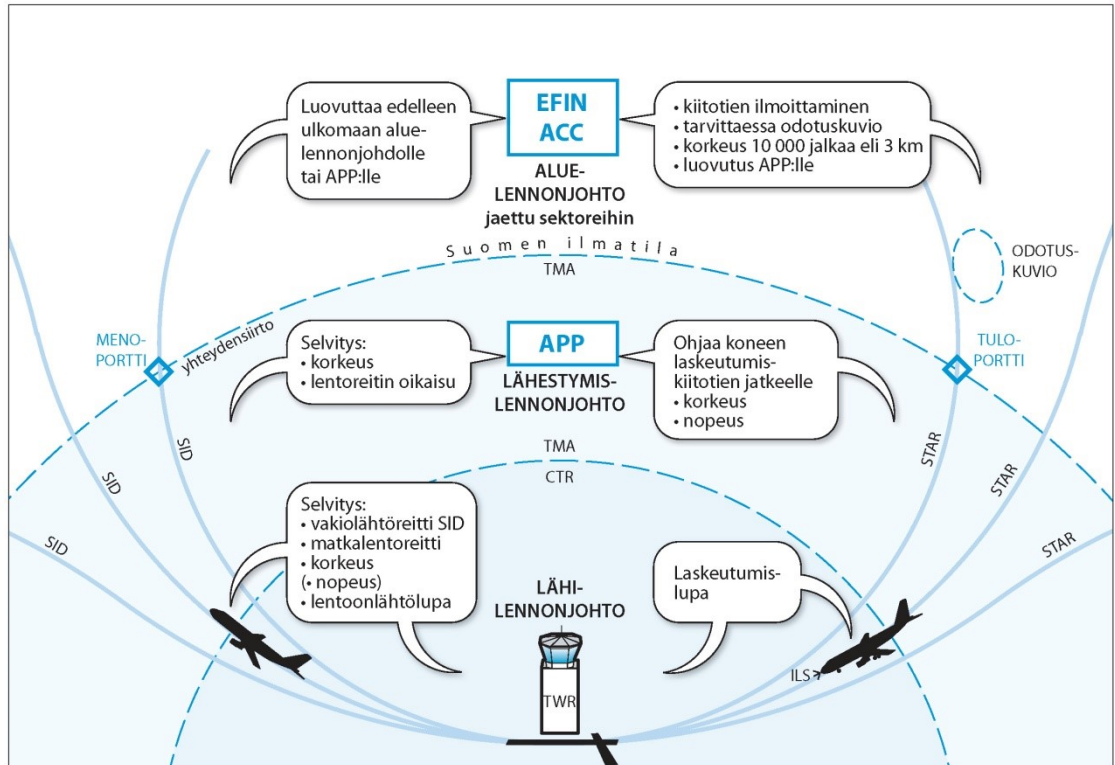 Luovuttaa edelleen
ulkomaan alue-
lennonjohdolle
tai APP:lle
EFIN
ACC
ALUE-
LENNONJOHTO
jaettu sektoreihin
• kiitotien ilmoittaminen
• tarvittaessa odotuskuvio
• korkeus 10 000 jalkaa eli 3 km
• luovutus APP:lle
Suomen ilmatila
TMA
ODOTUS-
KUVIO
MENO-
PORTTI
yhteydensiirto
Selvitys:
• korkeus
• lentoreitin oikaisu
APP
LÄHESTYMIS-
LENNONJOHTO
Ohjaa koneen
laskeutumis-
kiitotien jatkeelle
• korkeus
• nopeus
TULO-
PORTTI
SID
SID
SID
TMA
CTR
STAR
STAR
STAR
Selvitys:
• vakiolähtöreitti SID
• matkalentoreitti
• korkeus
(• nopeus)
• lentoonlähtölupa
LÄHI-
LENNONJOHTO
TWR
Laskeutumis-
lupa
ILS